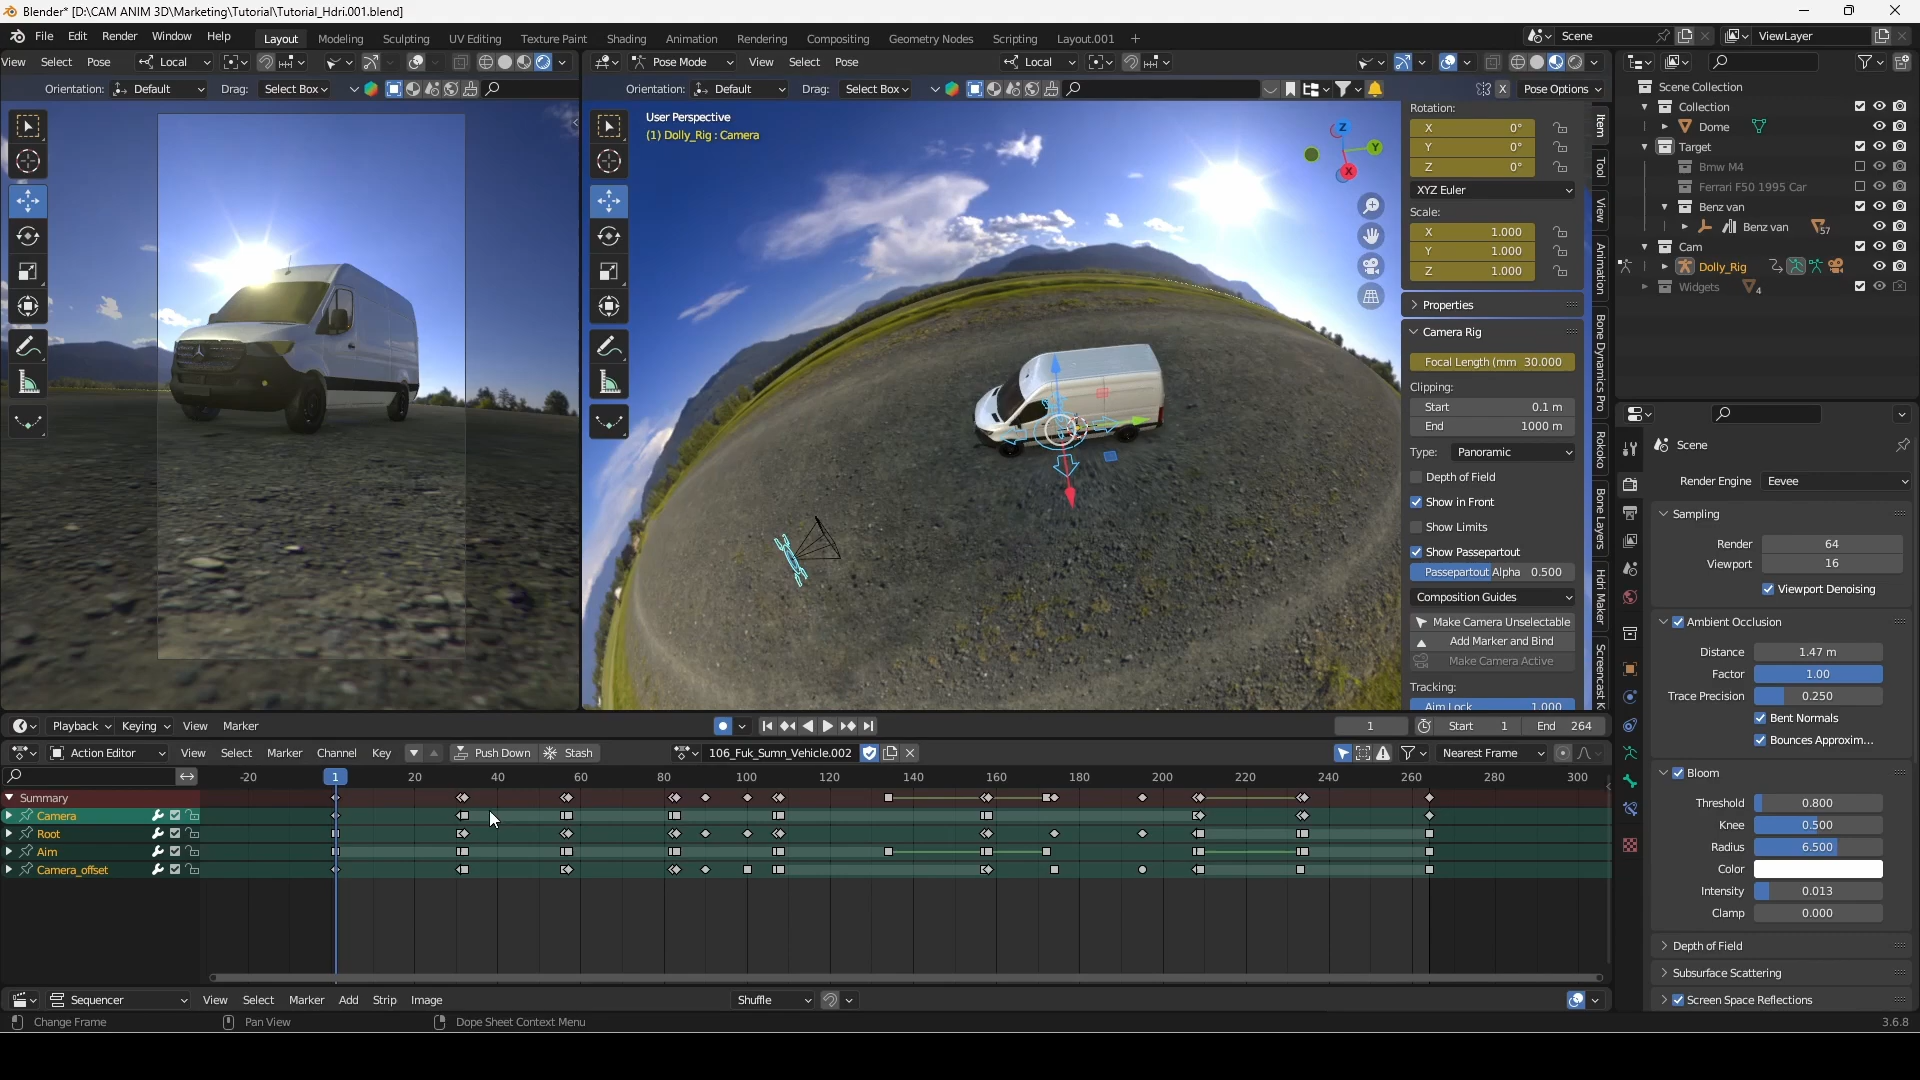 Blender* [D:\CAM ANIM 3D\Marketing\Tutorial\Tutorial_Hdri.001.blend]
File Edit Render Window Help Layout Modeling Sculpting UV Editing Texture Paint Shading Animation Rendering Compositing Geometry Nodes Scripting Layout.001 + Scene ViewLayer
View Select Pose Local Pose Mode View Select Pose Local
Orientation: Default Drag: Select Box Orientation: Default Drag: Select Box X Pose Options
User Perspective
(1) Dolly_Rig : Camera
Z
Y
X
Rotation:
X 0°
Y 0°
Z 0°
XYZ Euler
Scale:
X 1.000
Y 1.000
Z 1.000
Properties
Camera Rig
Focal Length (mm 30.000
Clipping:
Start 0.1 m
End 1000 m
Type: Panoramic
Depth of Field
Show in Front
Show Limits
Show Passepartout
Passepartout Alpha 0.500
Composition Guides
Make Camera Unselectable
Add Marker and Bind
Make Camera Active
Tracking:
Aim Lock 1.000
Item
Tool
View
Animation
Bone Dynamics Pro
Rokoko
Bone Layers
Hdri Maker
Screencast K
Scene Collection
Collection
Dome
Target
Bmw M4
Ferrari F50 1995 Car
Benz van
Benz van 57
Cam
Dolly_Rig
Widgets 4
Scene
Render Engine Eevee
Sampling
Render 64
Viewport 16
Viewport Denoising
Ambient Occlusion
Distance 1.47 m
Factor 1.00
Trace Precision 0.250
Bent Normals
Bounces Approxim...
Bloom
Threshold 0.800
Knee 0.500
Radius 6.500
Color
Intensity 0.013
Clamp 0.000
Depth of Field
Subsurface Scattering
Screen Space Reflections
Playback Keying View Marker 1 Start 1 End 264
Action Editor View Select Marker Channel Key Push Down Stash 106_Fuk_Sumn_Vehicle.002 Nearest Frame
-20 1 20 40 60 80 100 120 140 160 180 200 220 240 260 280 300
Summary
Camera
Root
Aim
Camera_offset
Sequencer View Select Marker Add Strip Image Shuffle
Change Frame Pan View Dope Sheet Context Menu 3.6.8